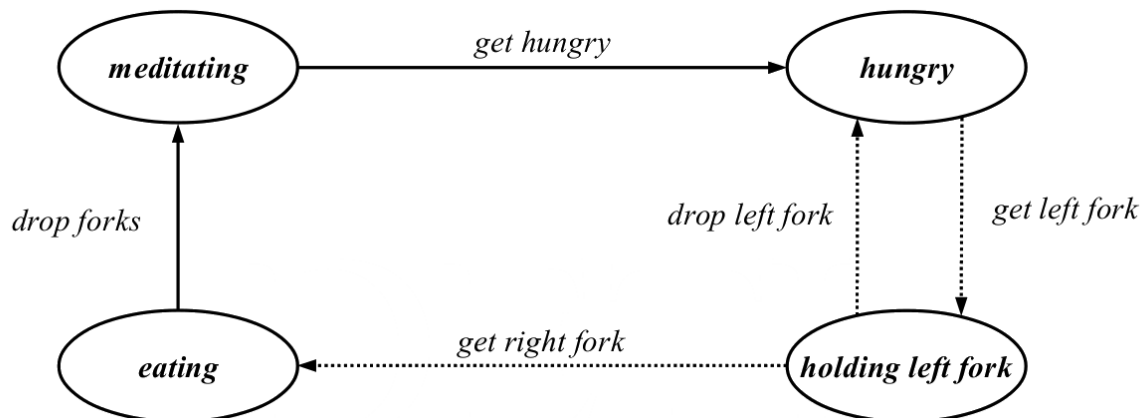 get hungry
meditating
hungry
drop forks
drop left fork
get left fork
get right fork
eating
holding left fork